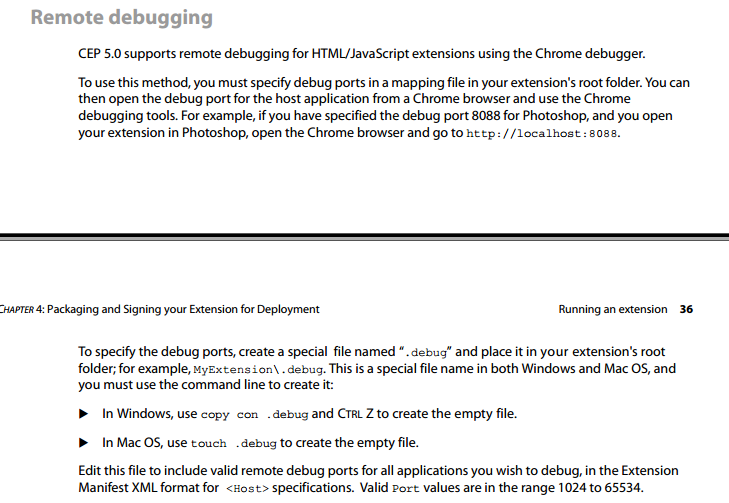 Remote debugging
CEP 5.0 supports remote debugging for HTML/JavaScript extensions using the Chrome debugger.
To use this method, you must specify debug ports in a mapping file in your extension's root folder. You can
then open the debug port for the host application from a Chrome browser and use the Chrome
debugging tools. For example, if you have specified the debug port 8088 for Photoshop, and you open
your extension in Photoshop, open the Chrome browser and go to http://localhost:8088.
CHAPTER 4: Packaging and Signing your Extension for Deployment Running an extension 36
To specify the debug ports, create a special file named “.debug” and place it in your extension's root
folder; for example, MyExtension\.debug. This is a special file name in both Windows and Mac OS, and
you must use the command line to create it:
► In Windows, use copy con .debug and CTRL Z to create the empty file.
► In Mac OS, use touch .debug to create the empty file.
Edit this file to include valid remote debug ports for all applications you wish to debug, in the Extension
Manifest XML format for <Host> specifications. Valid Port values are in the range 1024 to 65534.